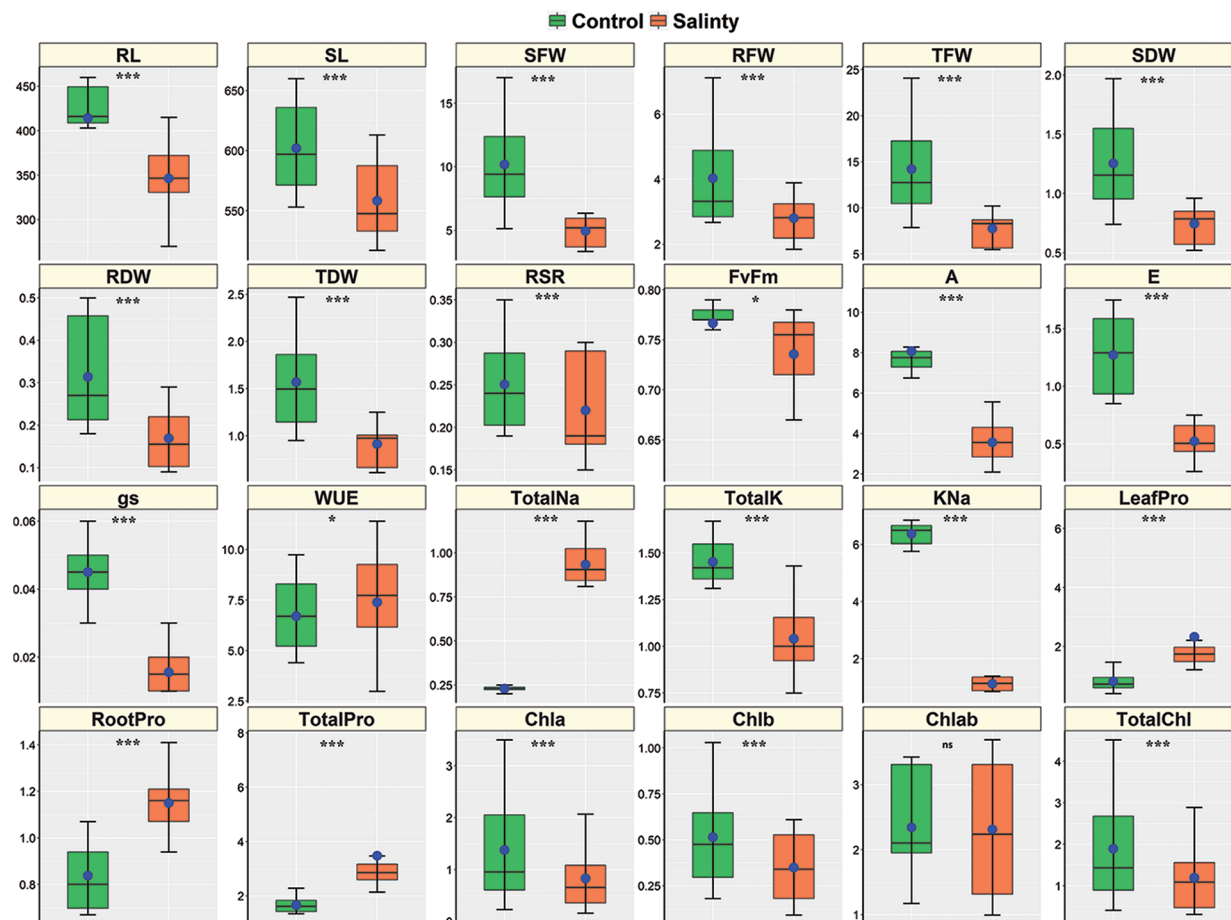 Control Salinty
RL SL SFW RFW TFW SDW
*** *** *** *** *** ***
450 400 350 300
650 600 550
15 10 5
6 4 2
25 20 15 10 5
2.0 1.5 1.0 0.5
RDW TDW RSR FvFm A E
*** *** *** * *** ***
0.5 0.4 0.3 0.2 0.1
2.5 2.0 1.5 1.0
0.35 0.30 0.25 0.20 0.15
0.80 0.75 0.70 0.65
10 8 6 4 2
1.5 1.0 0.5
gs WUE TotalNa TotalK KNa LeafPro
*** * *** *** *** ***
0.06 0.04 0.02
10.0 7.5 5.0 2.5
1.00 0.75 0.50 0.25
1.50 1.25 1.00 0.75
6 4 2
6 4 2
RootPro TotalPro Chla Chlb Chlab TotalChl
*** *** *** *** ns ***
1.4 1.2 1.0 0.8
8 6 4 2
3 2 1 0
1.00 0.75 0.50 0.25
3 2 1
4 3 2 1